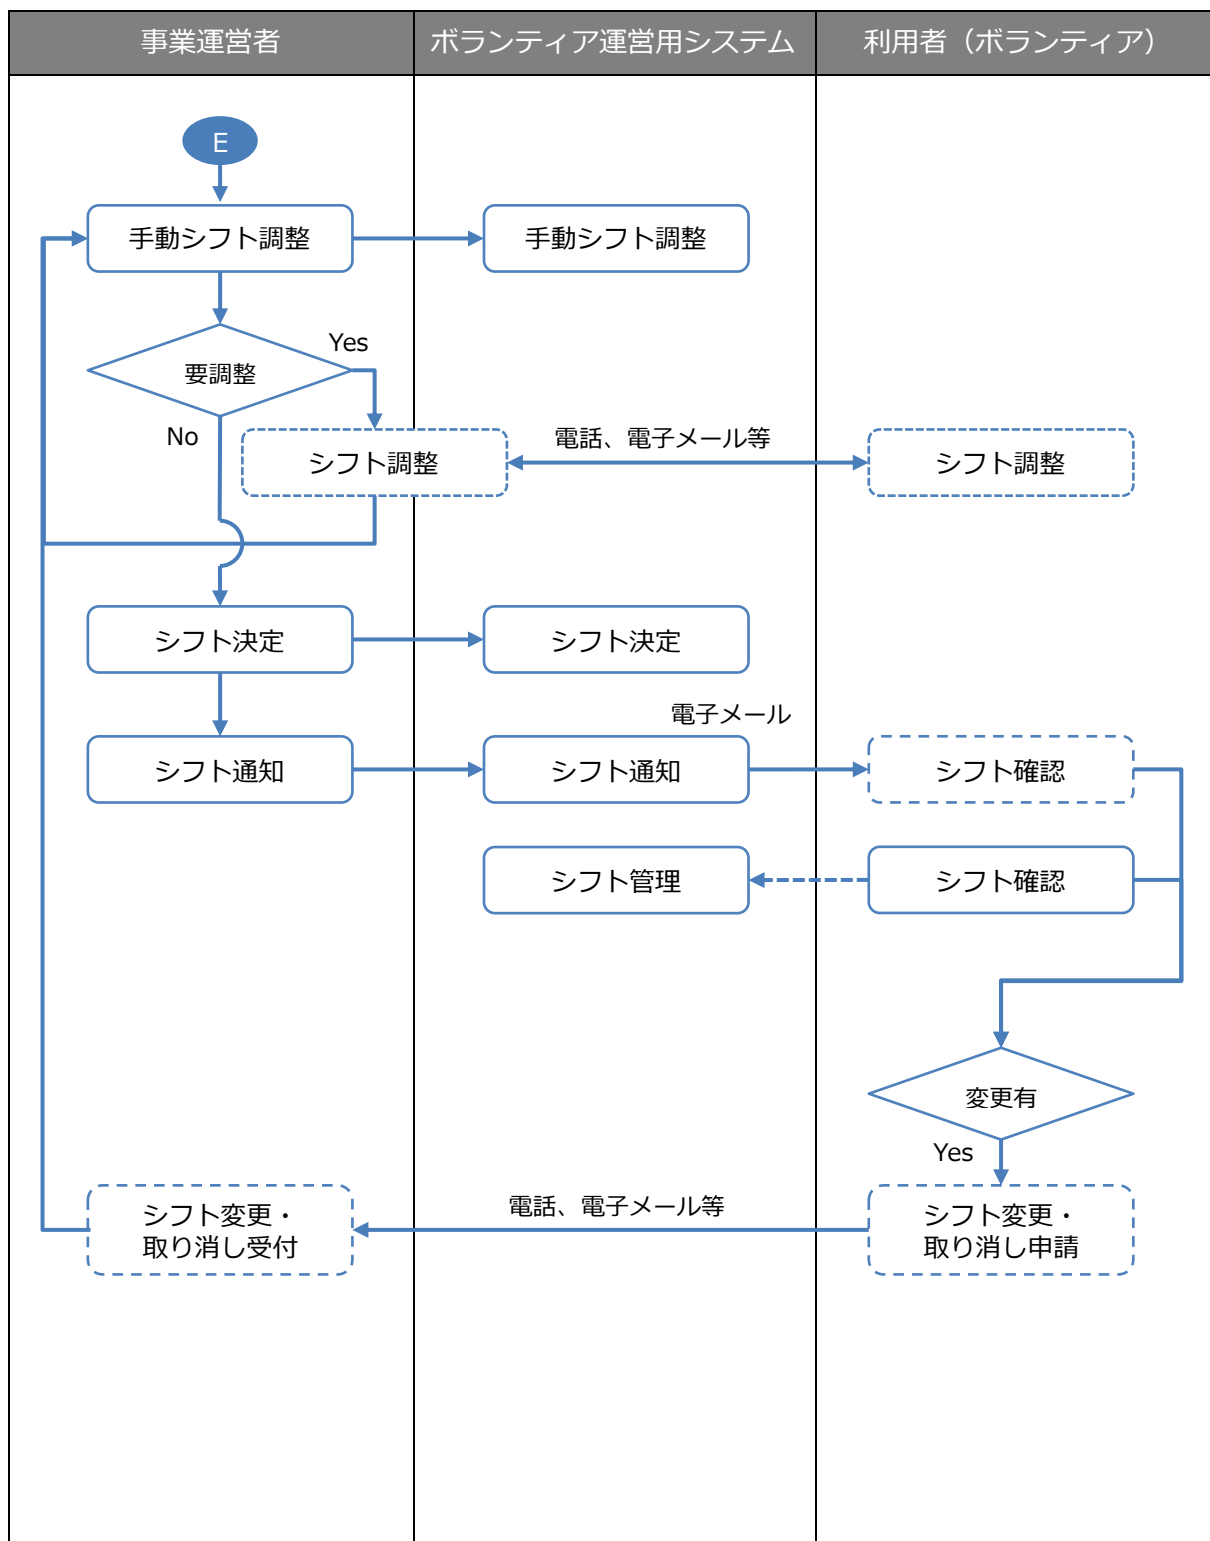 事業運営者
ボランティア運営用システム
利用者（ボランティア）
E
手動シフト調整
手動シフト調整
Yes
要調整
No
電話、電子メール等
シフト調整
シフト調整
シフト決定
シフト決定
電子メール
シフト通知
シフト通知
シフト確認
シフト管理
シフト確認
変更有
Yes
電話、電子メール等
シフト変更・
取り消し受付
シフト変更・
取り消し申請